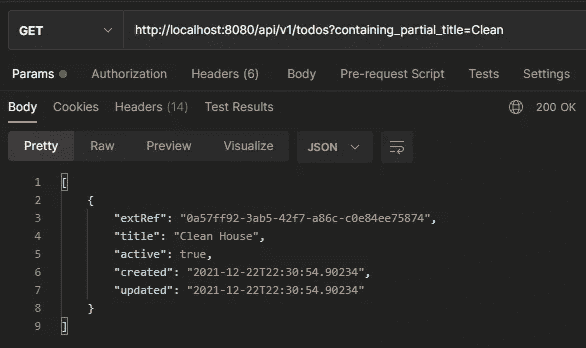 GET http://localhost:8080/api/v1/todos?containing_partial_title=Clean
Params Authorization Headers (6) Body Pre-request Script Tests Settings
Body Cookies Headers (14) Test Results 200 OK
Pretty Raw Preview Visualize JSON
1 [
2 {
3 "extRef": "0a57ff92-3ab5-42f7-a86c-c0e84ee75874",
4 "title": "Clean House",
5 "active": true,
6 "created": "2021-12-22T22:30:54.90234",
7 "updated": "2021-12-22T22:30:54.90234"
8 }
9 ]